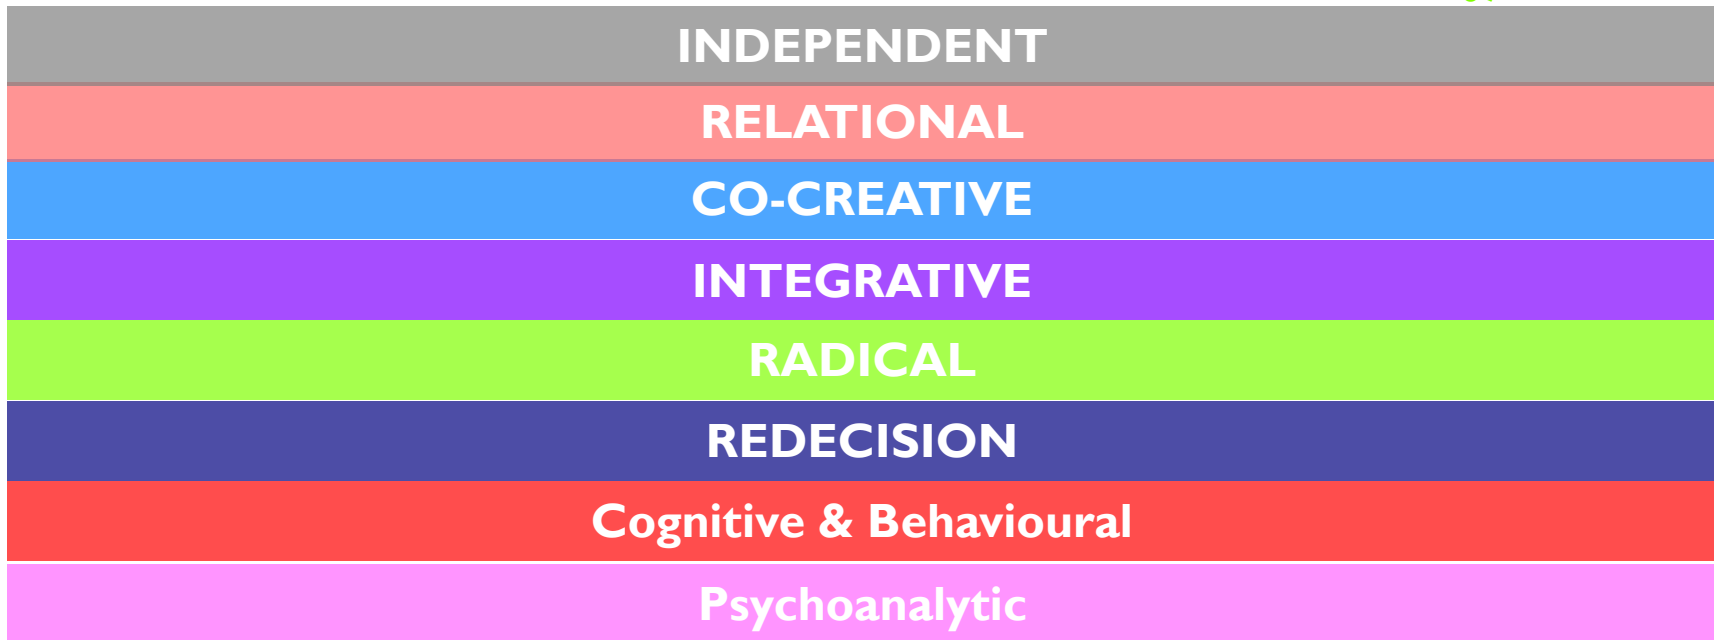 INDEPENDENT
RELATIONAL
CO-CREATIVE
INTEGRATIVE
RADICAL
REDECISION
Cognitive & Behavioural
Psychoanalytic